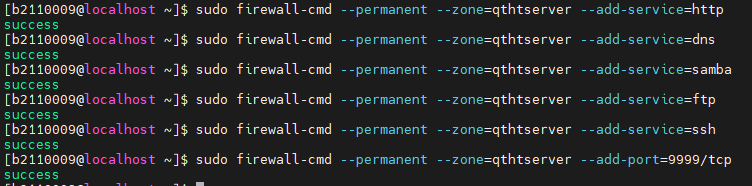 [b2110009@localhost ~]$ sudo firewall-cmd --permanent --zone=qthtserver --add-service=http
success
[b2110009@localhost ~]$ sudo firewall-cmd --permanent --zone=qthtserver --add-service=dns
success
[b2110009@localhost ~]$ sudo firewall-cmd --permanent --zone=qthtserver --add-service=samba
success
[b2110009@localhost ~]$ sudo firewall-cmd --permanent --zone=qthtserver --add-service=ftp
success
[b2110009@localhost ~]$ sudo firewall-cmd --permanent --zone=qthtserver --add-service=ssh
success
[b2110009@localhost ~]$ sudo firewall-cmd --permanent --zone=qthtserver --add-port=9999/tcp
success
[b2110009@localhost ~]$